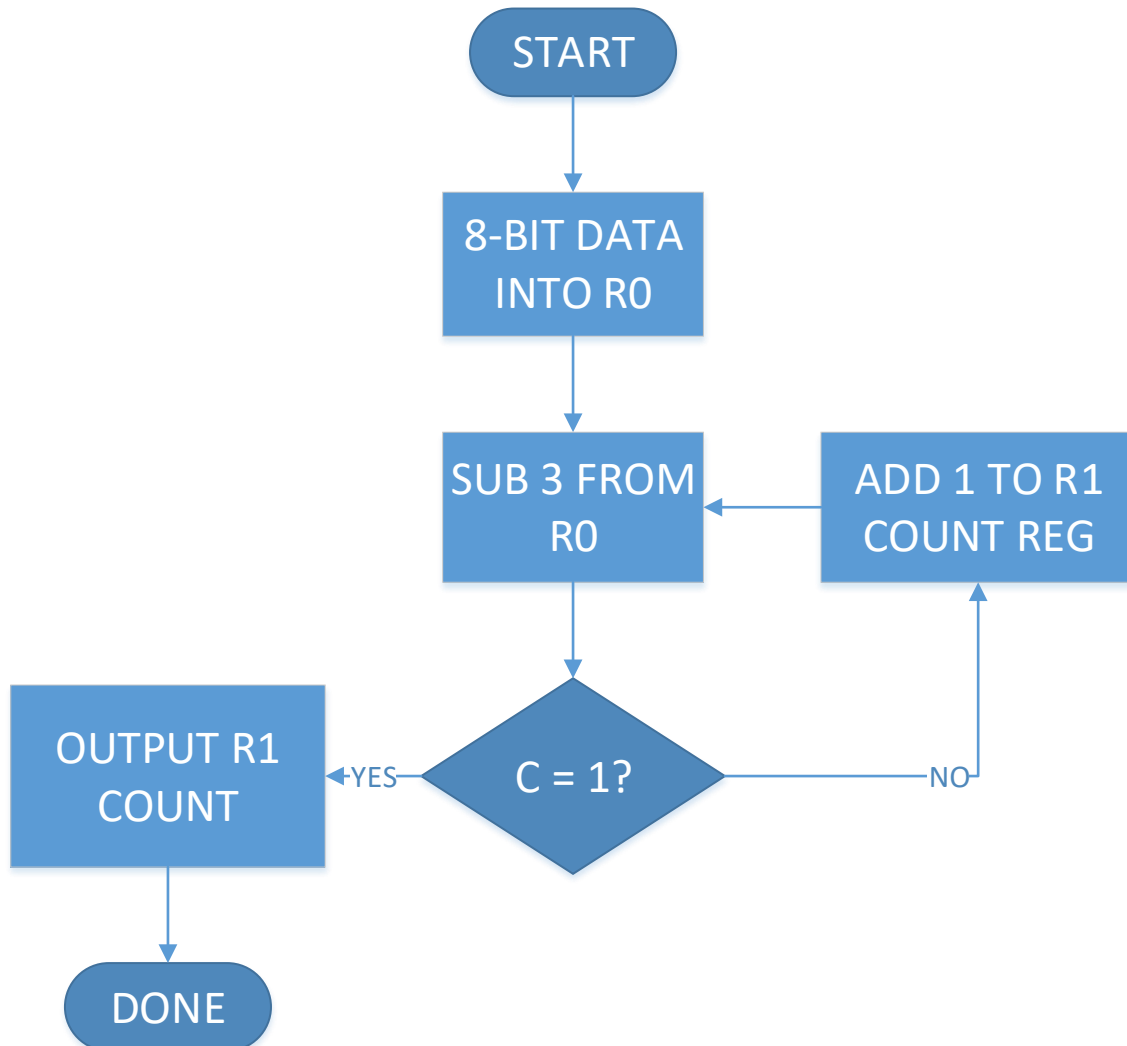 START
8-BIT DATA
INTO R0
SUB 3 FROM
R0
ADD 1 TO R1
COUNT REG
C = 1?
NO
YES
OUTPUT R1
COUNT
DONE